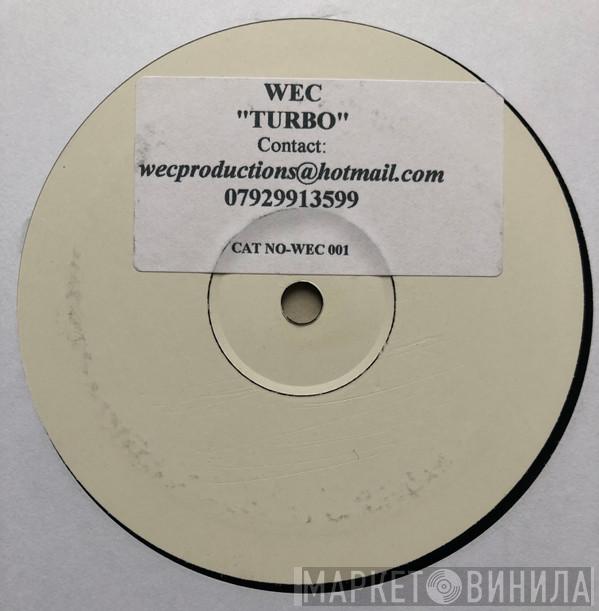 WEC
"TURBO"
Contact:
wecproductions@hotmail.com
07929913599
CAT NO-WEC 001
МАРКЕТ ВИНИЛА